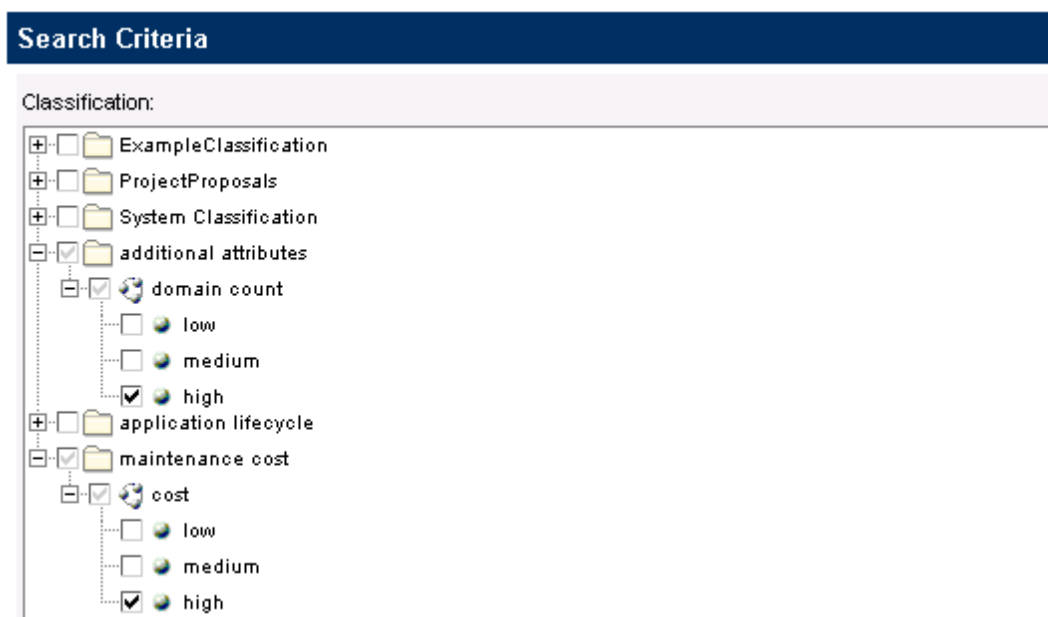 Search Criteria
Classification:
ExampleClassification
ProjectProposals
System Classification
additional attributes
domain count
low
medium
high
application lifecycle
maintenance cost
cost
low
medium
high